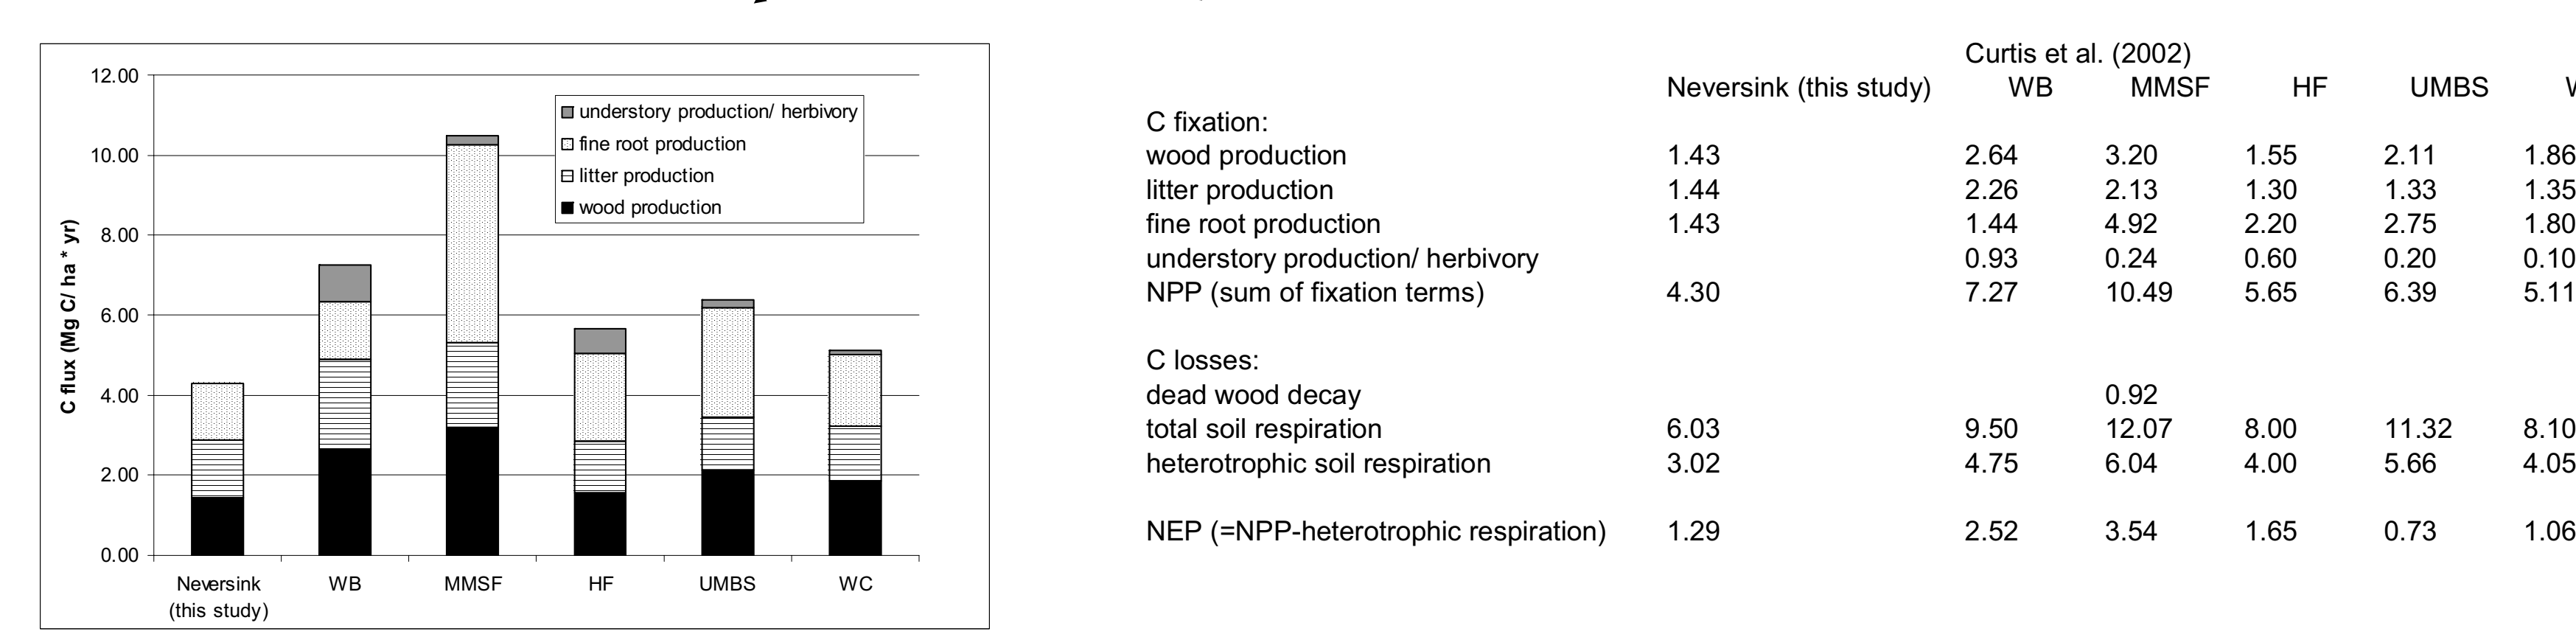 12.00
10.00
8.00
6.00
4.00
2.00
0.00
C flux (Mg C/ ha * yr)
understory production/ herbivory
fine root production
litter production
wood production
Neversink (this study)
WB
MMSF
HF
UMBS
WC
Curtis et al. (2002)
Neversink (this study) WB MMSF HF UMBS
C fixation:
wood production 1.43 2.64 3.20 1.55 2.11 1.86
litter production 1.44 2.26 2.13 1.30 1.33 1.35
fine root production 1.43 1.44 4.92 2.20 2.75 1.80
understory production/ herbivory 0.93 0.24 0.60 0.20 0.10
NPP (sum of fixation terms) 4.30 7.27 10.49 5.65 6.39 5.11
C losses:
dead wood decay 0.92
total soil respiration 6.03 9.50 12.07 8.00 11.32 8.10
heterotrophic soil respiration 3.02 4.75 6.04 4.00 5.66 4.05
NEP (=NPP-heterotrophic respiration) 1.29 2.52 3.54 1.65 0.73 1.06